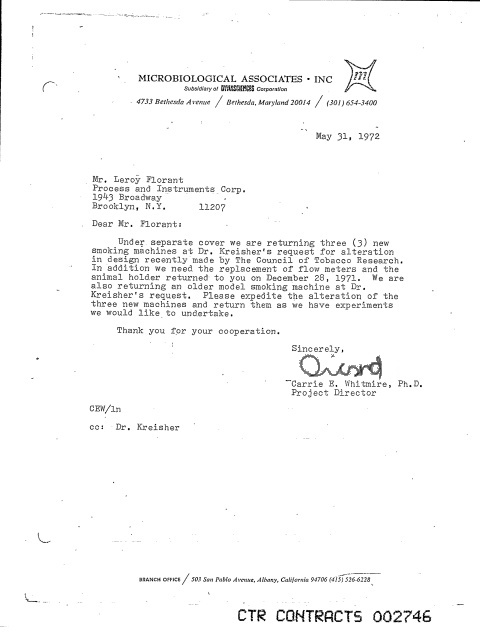 MICROBIOLOGICAL ASSOCIATES • INC
Subsidiary of DYNASCIENCES Corporation
4733 Bethesda Avenue / Bethesda, Maryland 20014 / (301) 654-3400
m
May 31, 1972
Mr. Leroy Florant
Process and Instruments Corp.
1943 Broadway
Brooklyn, N.Y. 11207
Dear Mr. Florant:
Under separate cover we are returning three (3) new
smoking machines at Dr. Kreisher's request for alteration
in design recently made by The Council of Tobacco Research.
In addition we need the replacement of flow meters and the
animal holder returned to you on December 28, 1971. We are
also returning an older model smoking machine at Dr.
Kreisher's request. Please expedite the alteration of the
three new machines and return them as we have experiments
we would like to undertake.
Thank you for your cooperation.
Sincerely,
Carrie E. Whitmire, Ph.D.
Project Director
CEW/ln
cc: Dr. Kreisher
BRANCH OFFICE / 503 San Pablo Avenue, Albany, California 94706 (415) 526-6228
CTR CONTRACTS 002746